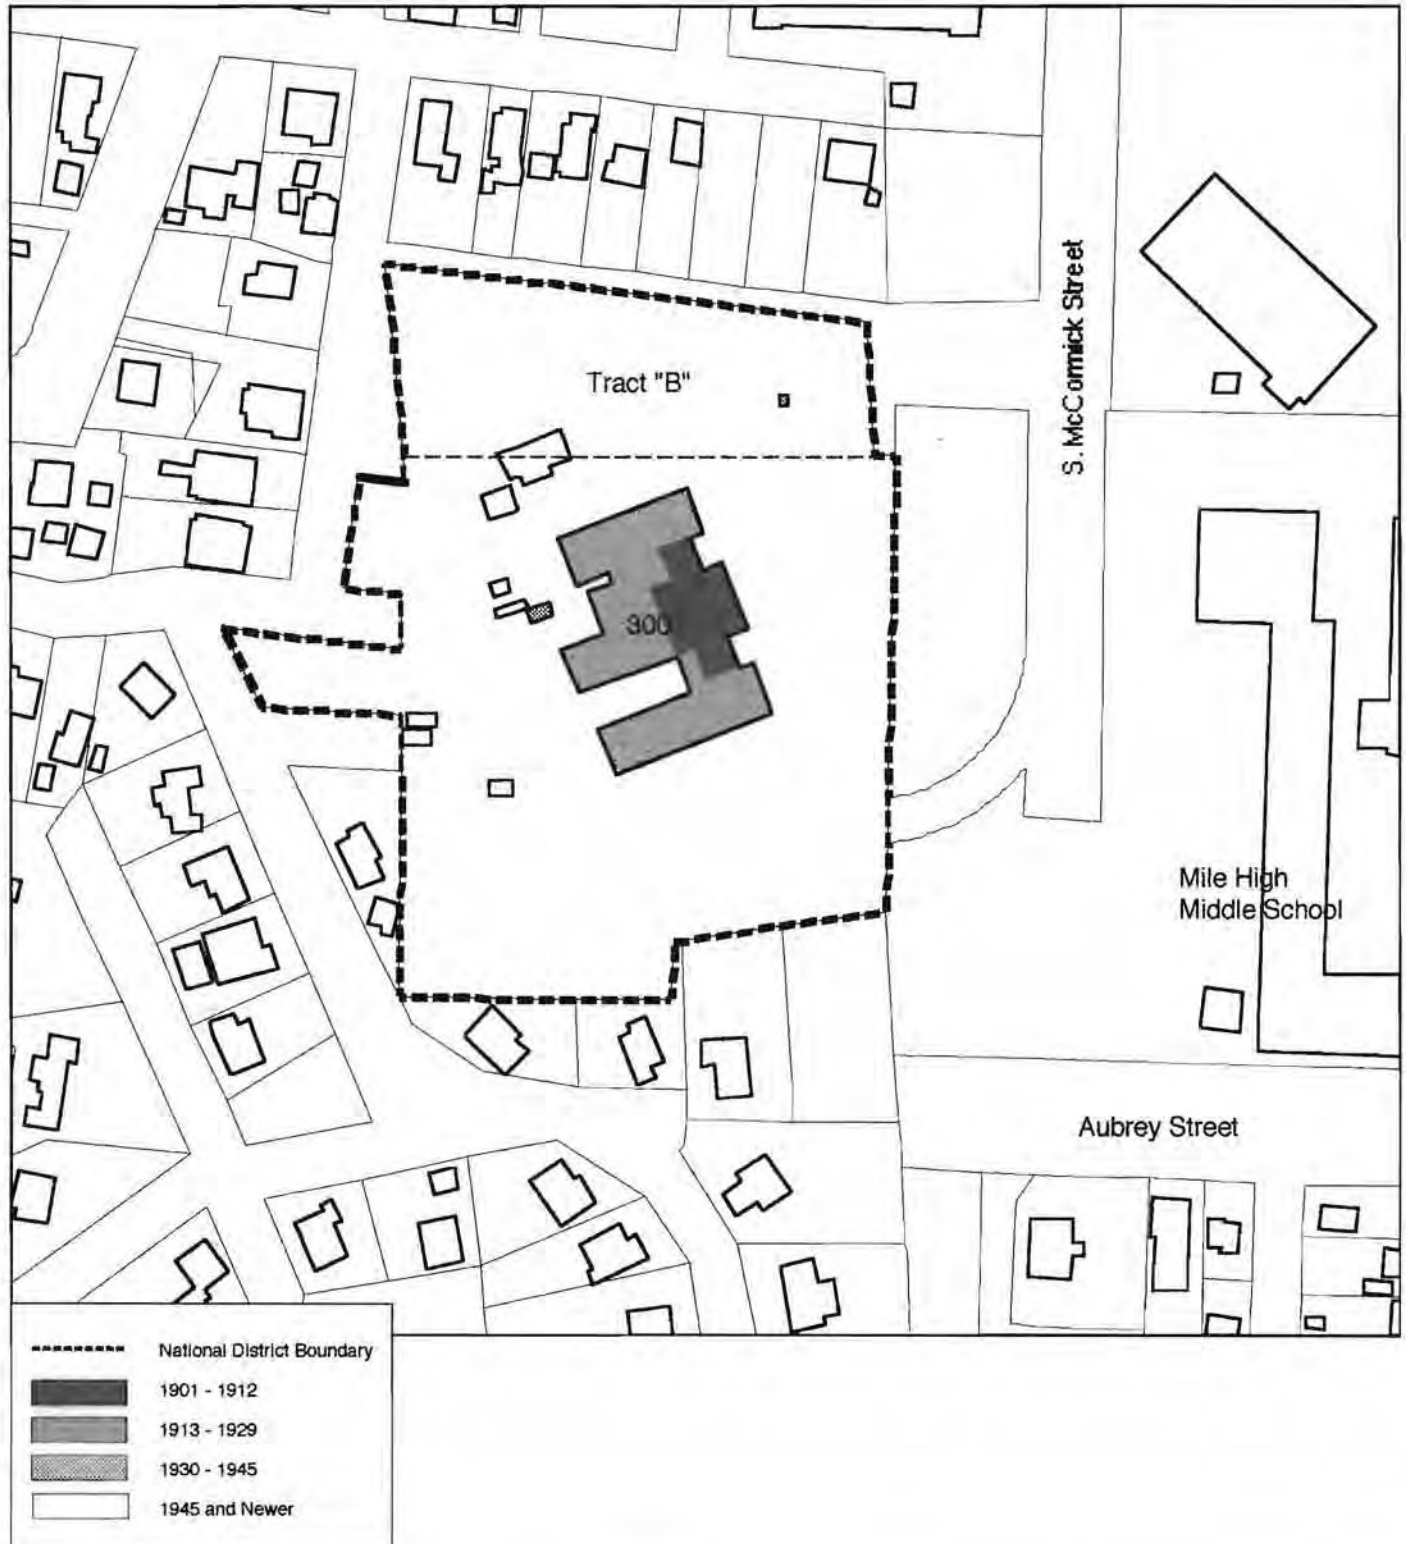 S. McCormick Street
Tract "B"
300
Mile High
Middle School
Aubrey Street
National District Boundary
1901 - 1912
1913 - 1929
1930 - 1945
1945 and Newer